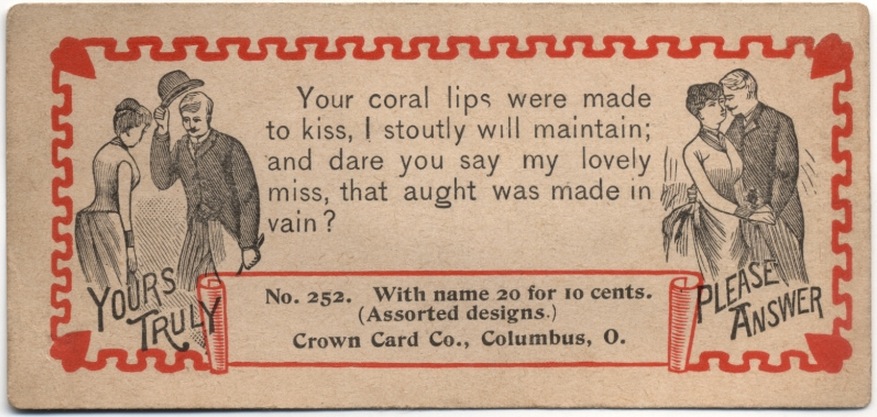 Your coral lips were made
to kiss, I stoutly will maintain;
and dare you say my lovely
miss, that aught was made in
vain?
YOURS
TRULY
PLEASE
ANSWER
No. 252. With name 20 for 10 cents.
(Assorted designs.)
Crown Card Co., Columbus, O.